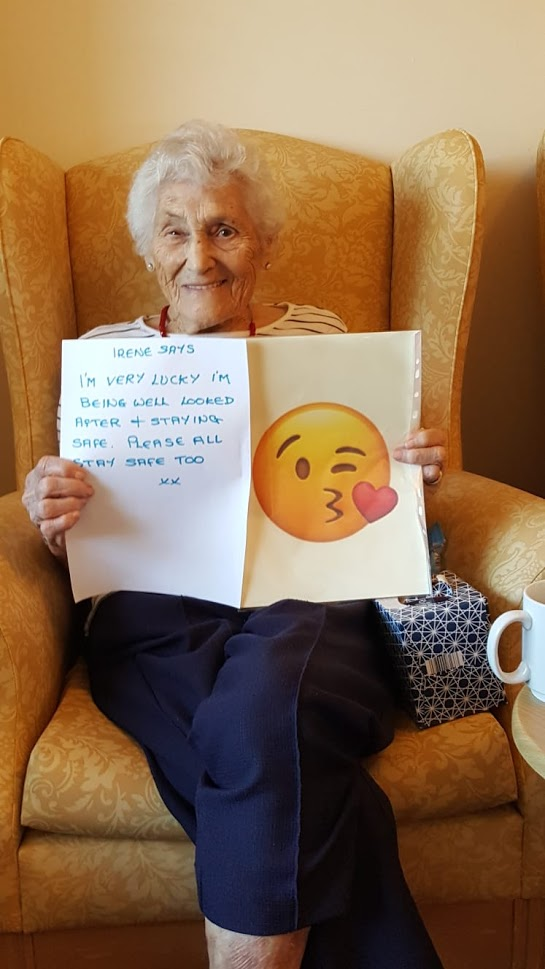 IRENE SAYS
I'M VERY LUCKY I'M
BEING WELL LOOKED
AFTER + STAYING
SAFE. PLEASE ALL
STAY SAFE TOO
xx